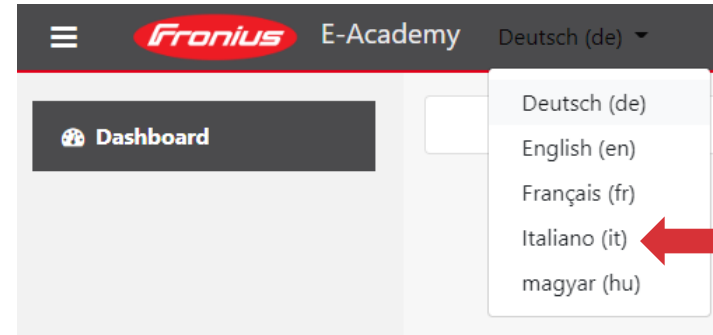 Fronius E-Academy Deutsch (de)
Dashboard
Deutsch (de)
English (en)
Français (fr)
Italiano (it)
magyar (hu)